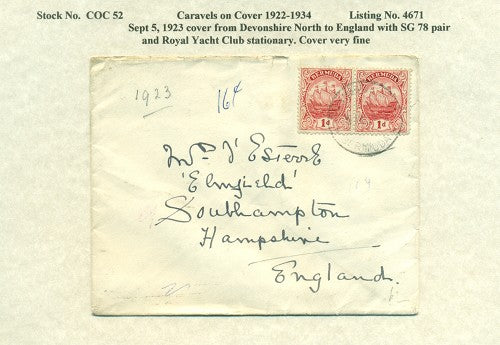 Stock No. COC 52 Caravels on Cover 1922-1934 Listing No. 4671
Sept 5, 1923 cover from Devonshire North to England with SG 78 pair
and Royal Yacht Club stationary. Cover very fine
1923
16¢
BERMUDA BERMUDA
1d 1d
Mrs D'Esterre
'Elmfield'
Southampton
Hampshire
England.